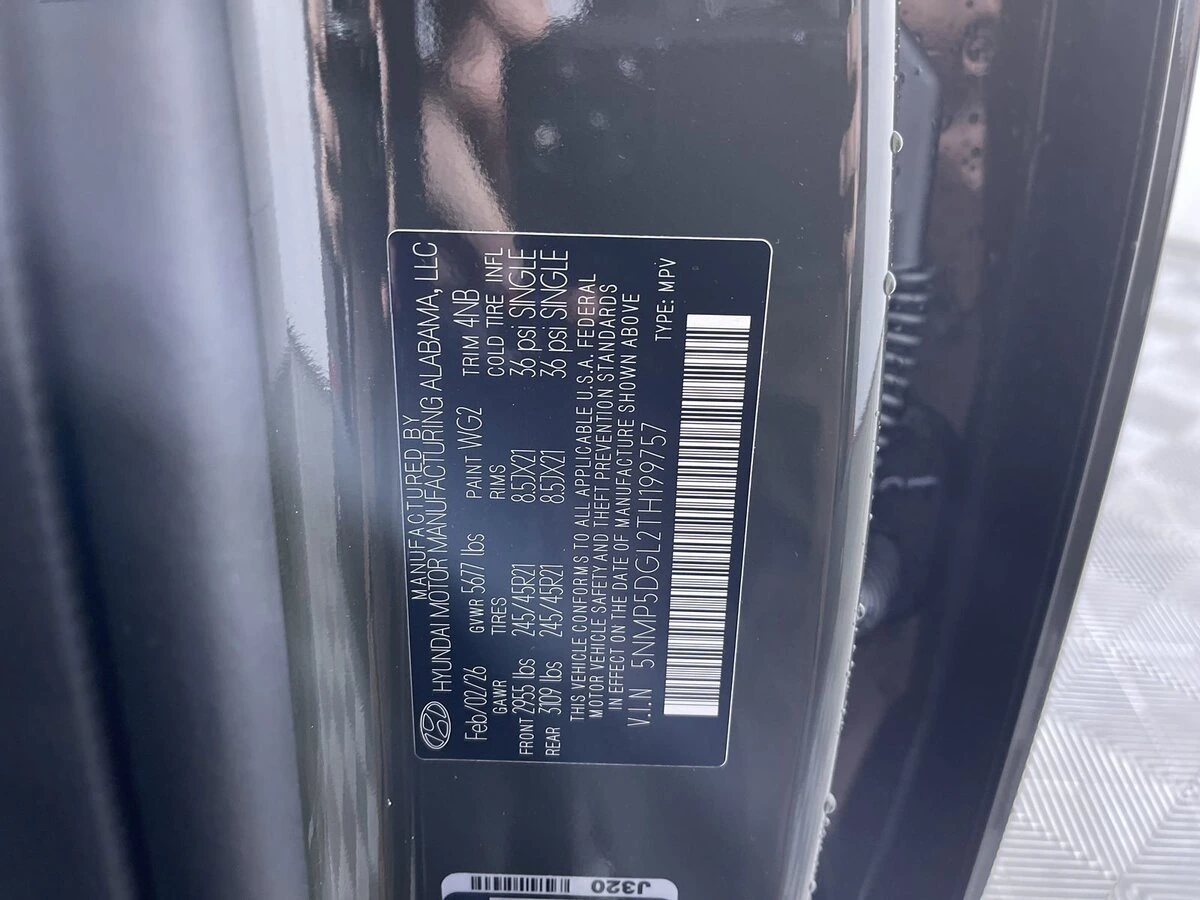 MANUFACTURED BY
HYUNDAI MOTOR MANUFACTURING ALABAMA, LLC
Feb/02/26 GVWR 5677 lbs PAINT WG2 TRIM 4NB
GAWR TIRES RIMS COLD TIRE INFL
FRONT 2955 lbs 245/45R21 8.5JX21 36 psi SINGLE
REAR 3109 lbs 245/45R21 8.5JX21 36 psi SINGLE
THIS VEHICLE CONFORMS TO ALL APPLICABLE U.S.A. FEDERAL
MOTOR VEHICLE SAFETY AND THEFT PREVENTION STANDARDS
IN EFFECT ON THE DATE OF MANUFACTURE SHOWN ABOVE
V.I.N 5NMP5DGL2TH199757 TYPE: MPV
J320